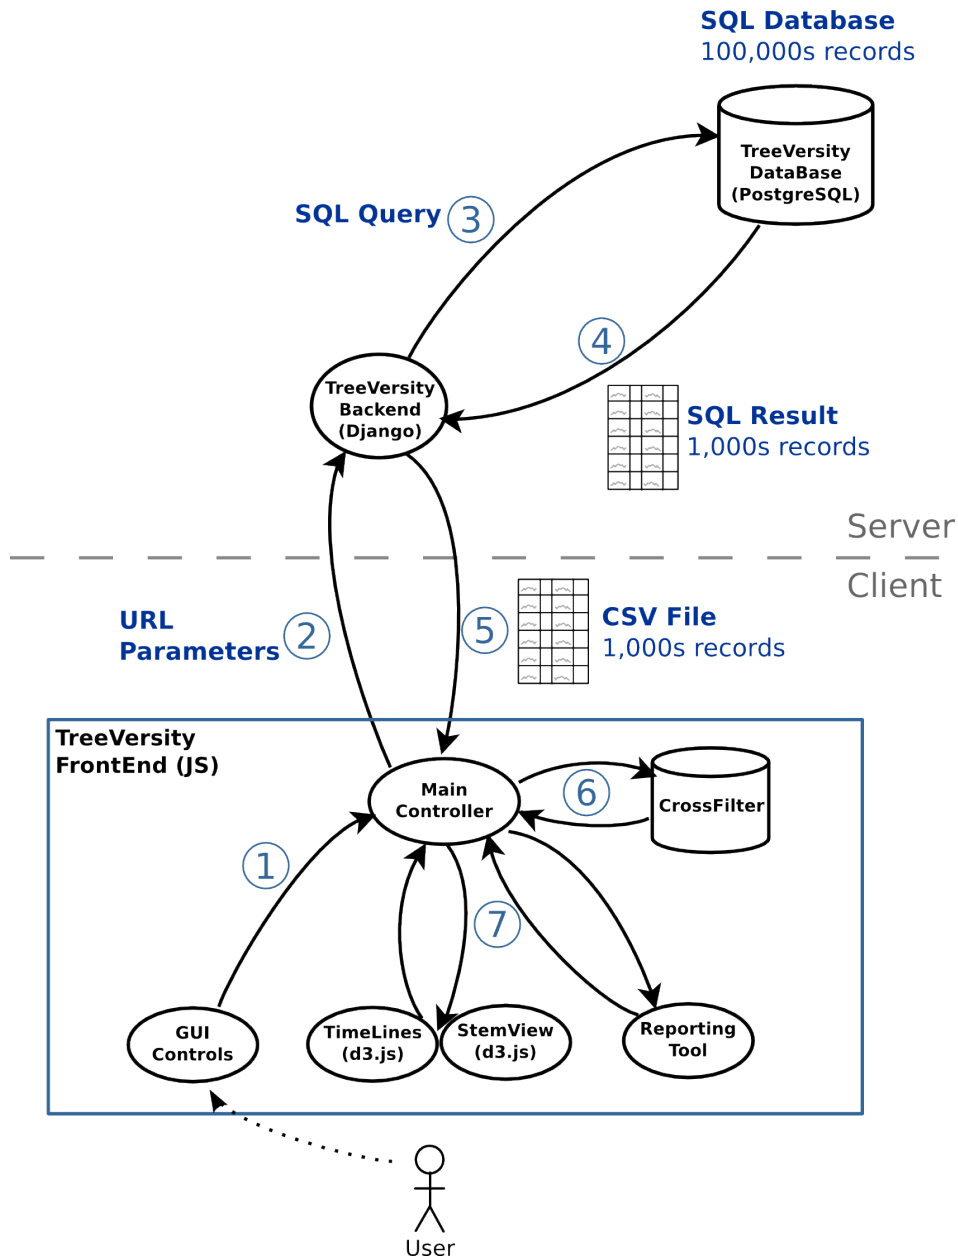 SQL Database
100,000s records
TreeVersity
DataBase
(PostgreSQL)
SQL Query
3
4
TreeVersity
Backend
(Django)
SQL Result
1,000s records
Server
Client
URL
Parameters
2
5
CSV File
1,000s records
TreeVersity
FrontEnd (JS)
Main
Controller
6
CrossFilter
1
7
GUI
Controls
TimeLines
(d3.js)
StemView
(d3.js)
Reporting
Tool
User